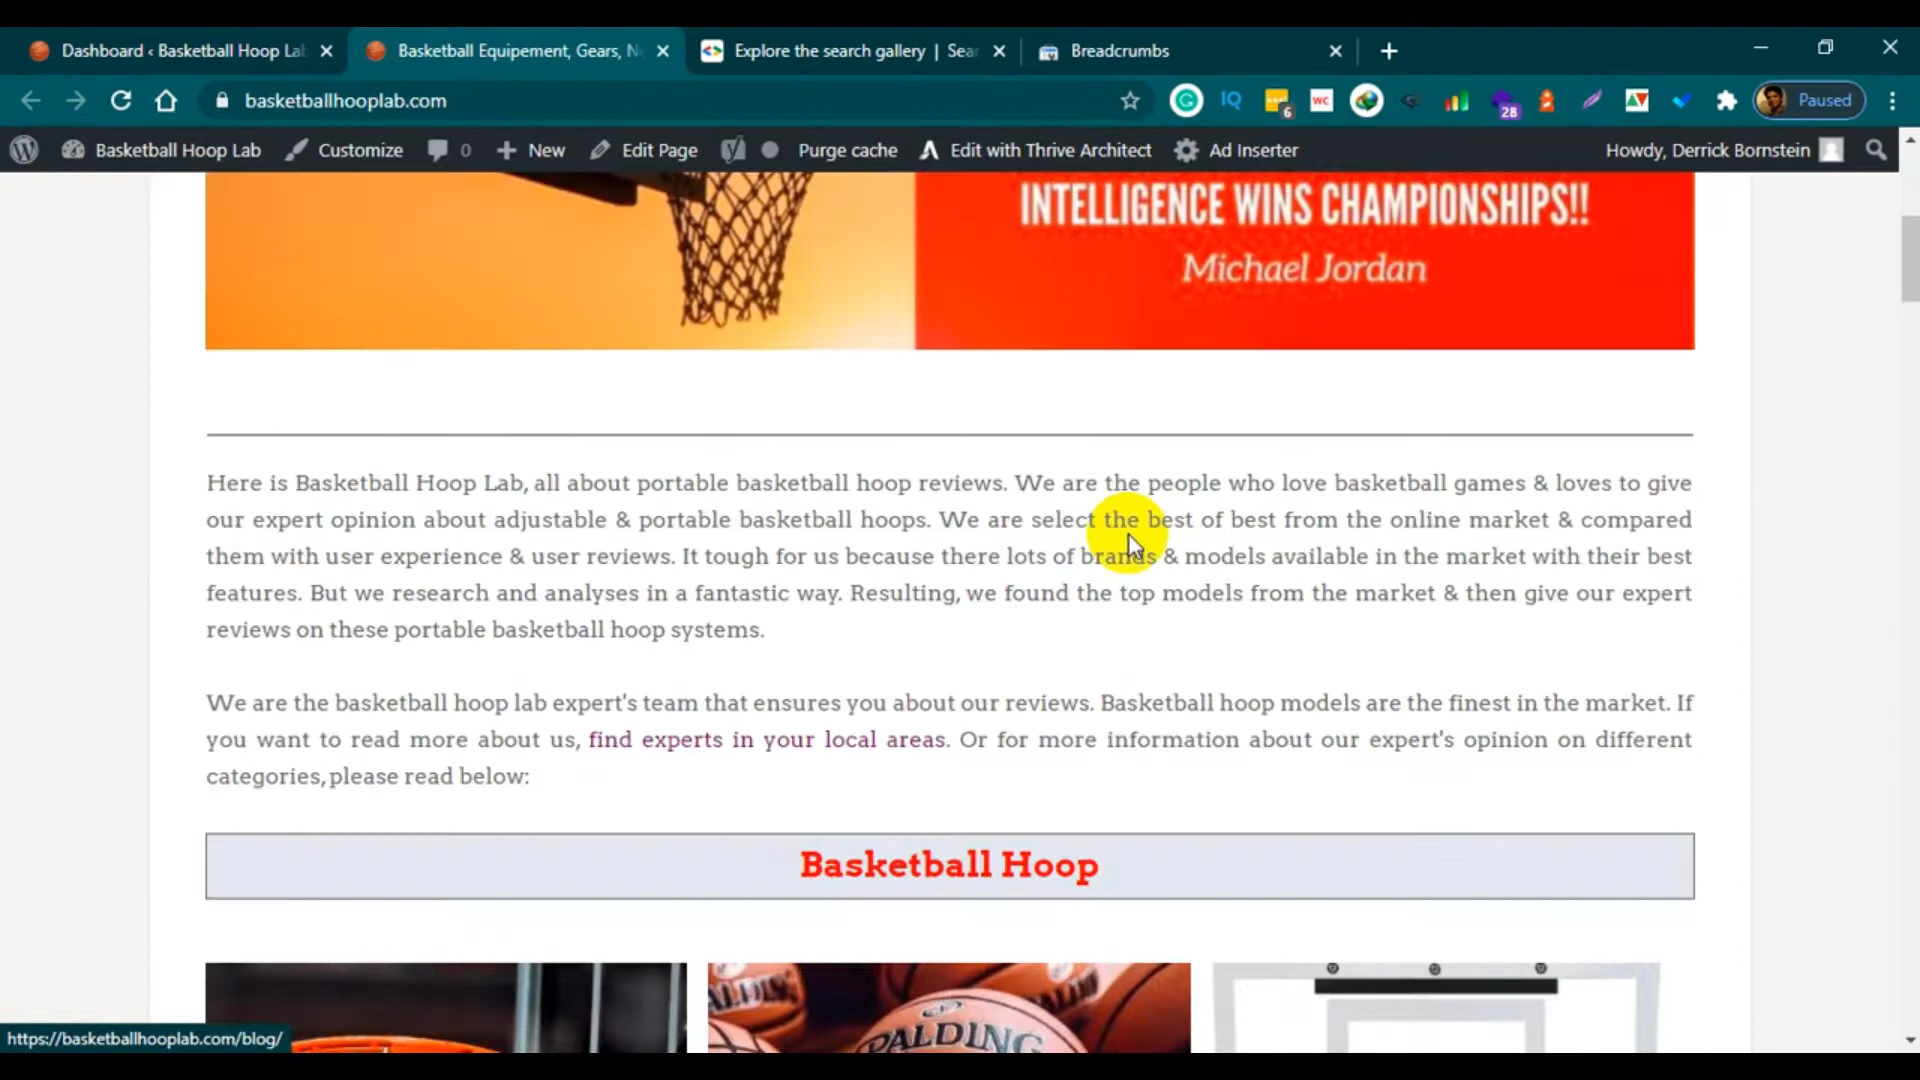 Dashboard ‹ Basketball Hoop La
Basketball Equipement, Gears, N
Explore the search gallery | Sea
Breadcrumbs
basketballhooplab.com
IQ
6
WC
28
Paused
Basketball Hoop Lab
Customize
0
New
Edit Page
Purge cache
Edit with Thrive Architect
Ad Inserter
Howdy, Derrick Bornstein
INTELLIGENCE WINS CHAMPIONSHIPS!!
Michael Jordan
Here is Basketball Hoop Lab, all about portable basketball hoop reviews. We are the people who love basketball games & loves to give
our expert opinion about adjustable & portable basketball hoops. We are select the best of best from the online market & compared
them with user experience & user reviews. It tough for us because there lots of brands & models available in the market with their best
features. But we research and analyses in a fantastic way. Resulting, we found the top models from the market & then give our expert
reviews on these portable basketball hoop systems.
We are the basketball hoop lab expert's team that ensures you about our reviews. Basketball hoop models are the finest in the market. If
you want to read more about us, find experts in your local areas. Or for more information about our expert's opinion on different
categories, please read below:
Basketball Hoop
ALDING
PALDING
https://basketballhooplab.com/blog/